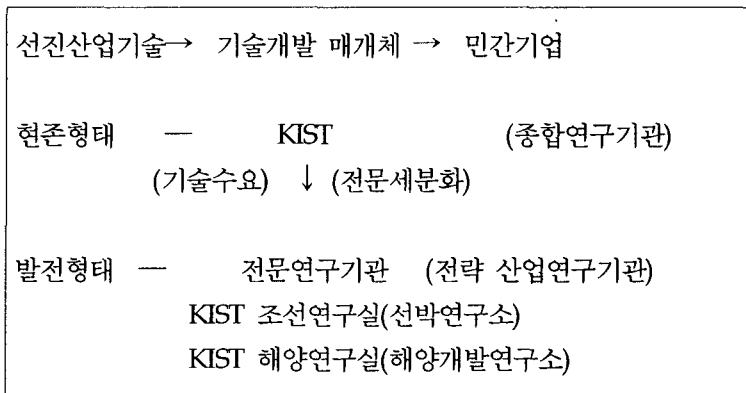 선진산업기술→ 기술개발 매개체 → 민간기업
현존형태 — KIST (종합연구기관)
(기술수요) ↓ (전문세분화)
발전형태 — 전문연구기관 (전략 산업연구기관)
KIST 조선연구실(선박연구소)
KIST 해양연구실(해양개발연구소)